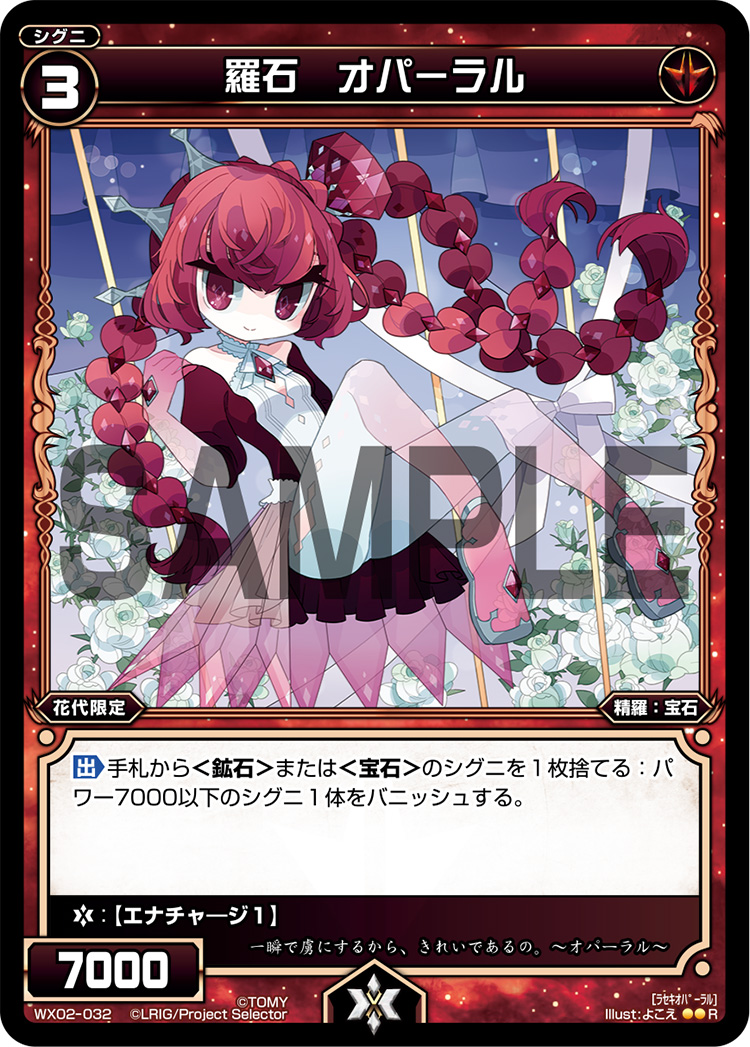 シグニ
3
羅石　オパーラル
SAMPLE
花代限定
精羅：宝石
出 手札から＜鉱石＞または＜宝石＞のシグニを１枚捨てる：パ
ワー7000以下のシグニ１体をバニッシュする。
：【エナチャージ１】
一瞬で虜にするから、きれいであるの。～オパーラル～
7000
©TOMY
[ラセキオパーラル]
WX02-032 ©LRIG/Project Selector
Illust:よこえ R